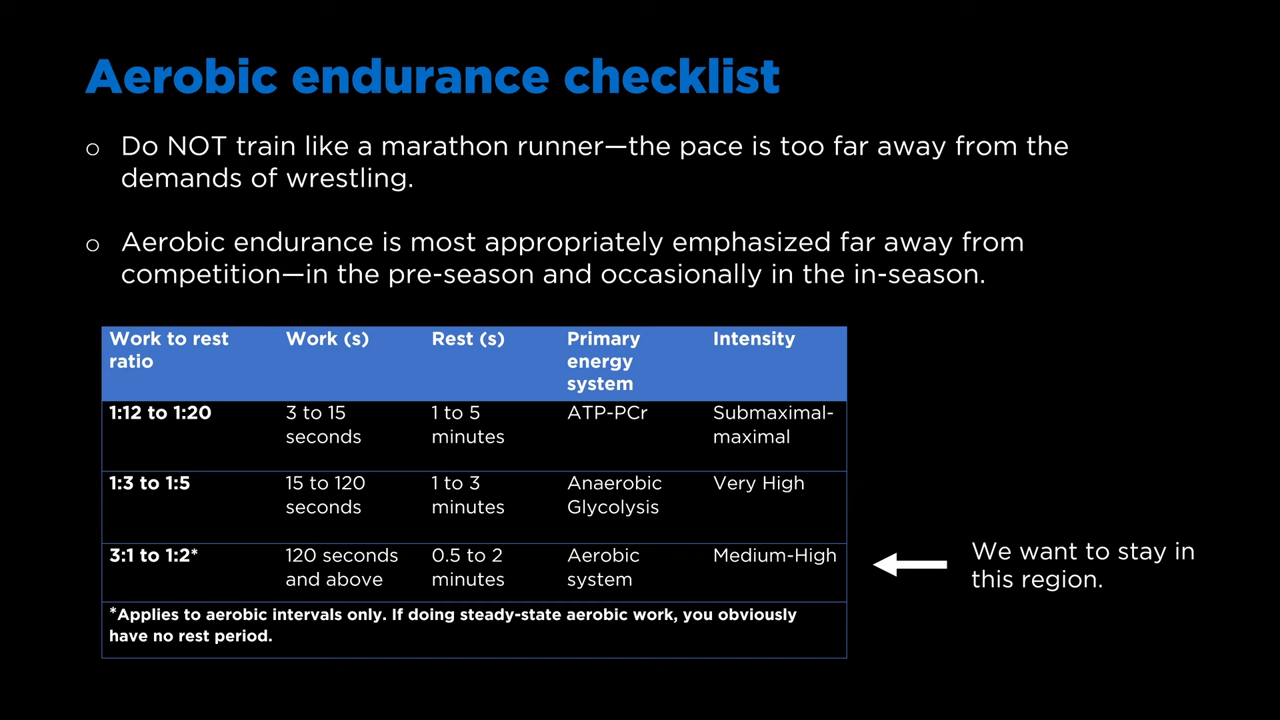 Aerobic endurance checklist
o Do NOT train like a marathon runner—the pace is too far away from the
demands of wrestling.
o Aerobic endurance is most appropriately emphasized far away from
competition—in the pre-season and occasionally in the in-season.
Work to rest ratio | Work (s) | Rest (s) | Primary energy system | Intensity
1:12 to 1:20 | 3 to 15 seconds | 1 to 5 minutes | ATP-PCr | Submaximal-maximal
1:3 to 1:5 | 15 to 120 seconds | 1 to 3 minutes | Anaerobic Glycolysis | Very High
3:1 to 1:2* | 120 seconds and above | 0.5 to 2 minutes | Aerobic system | Medium-High
*Applies to aerobic intervals only. If doing steady-state aerobic work, you obviously
have no rest period.
We want to stay in
this region.